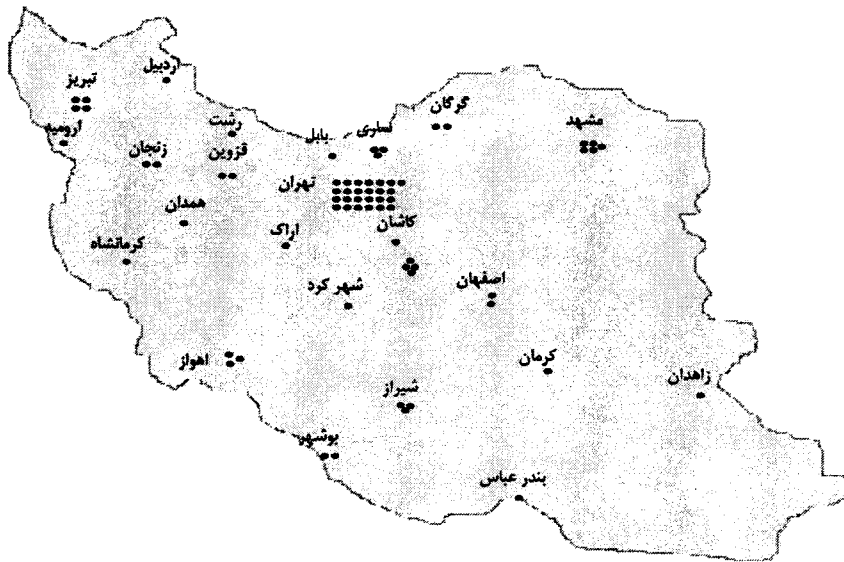 اردبیل
تبریز
گرگان
مشهد
ارومیه
رشت
ساری
بابل
زنجان
قزوین
تهران
همدان
کاشان
اراک
کرمانشاه
اصفهان
شهر کرد
اهواز
کرمان
زاهدان
شیراز
بوشهر
بندر عباس